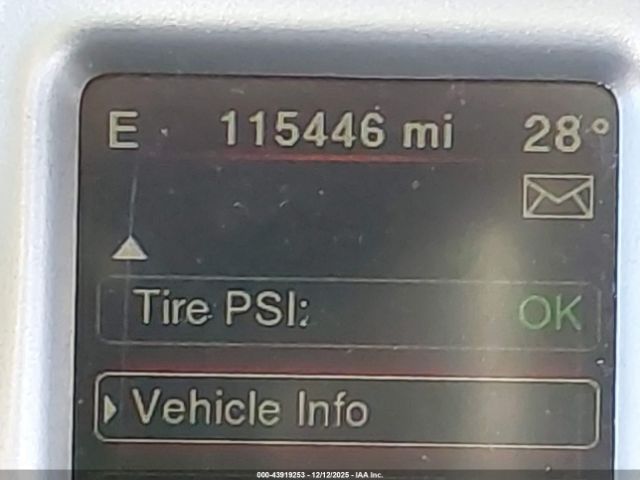 E 115446 mi 28°
Tire PSI: OK
Vehicle Info
000-43919253 - 12/12/2025 - IAA Inc.